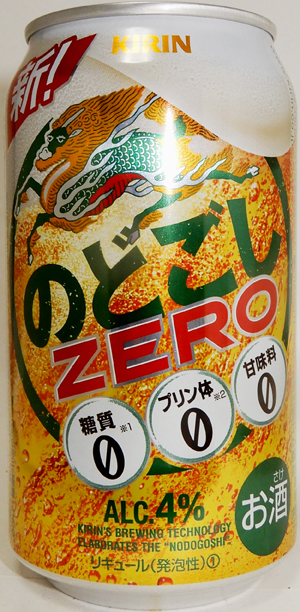 KIRIN
新!
のどごし
ZERO
糖質※1
0
プリン体※2
0
甘味料
0
ALC.4%
さけ
お酒
KIRIN'S BREWING TECHNOLOGY
ELABORATES THE "NODOGOSHI"
リキュール(発泡性)①